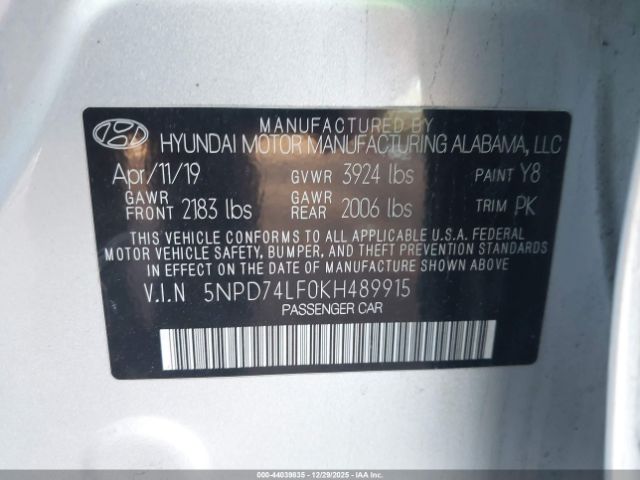 MANUFACTURED BY
HYUNDAI MOTOR MANUFACTURING ALABAMA, LLC
Apr/11/19 GVWR 3924 lbs PAINT Y8
GAWR FRONT 2183 lbs GAWR REAR 2006 lbs TRIM PK
THIS VEHICLE CONFORMS TO ALL APPLICABLE U.S.A. FEDERAL
MOTOR VEHICLE SAFETY, BUMPER, AND THEFT PREVENTION STANDARDS
IN EFFECT ON THE DATE OF MANUFACTURE SHOWN ABOVE.
V.I.N 5NPD74LF0KH489915
PASSENGER CAR
000-44039835 • 12/29/2025 • IAAI.COM